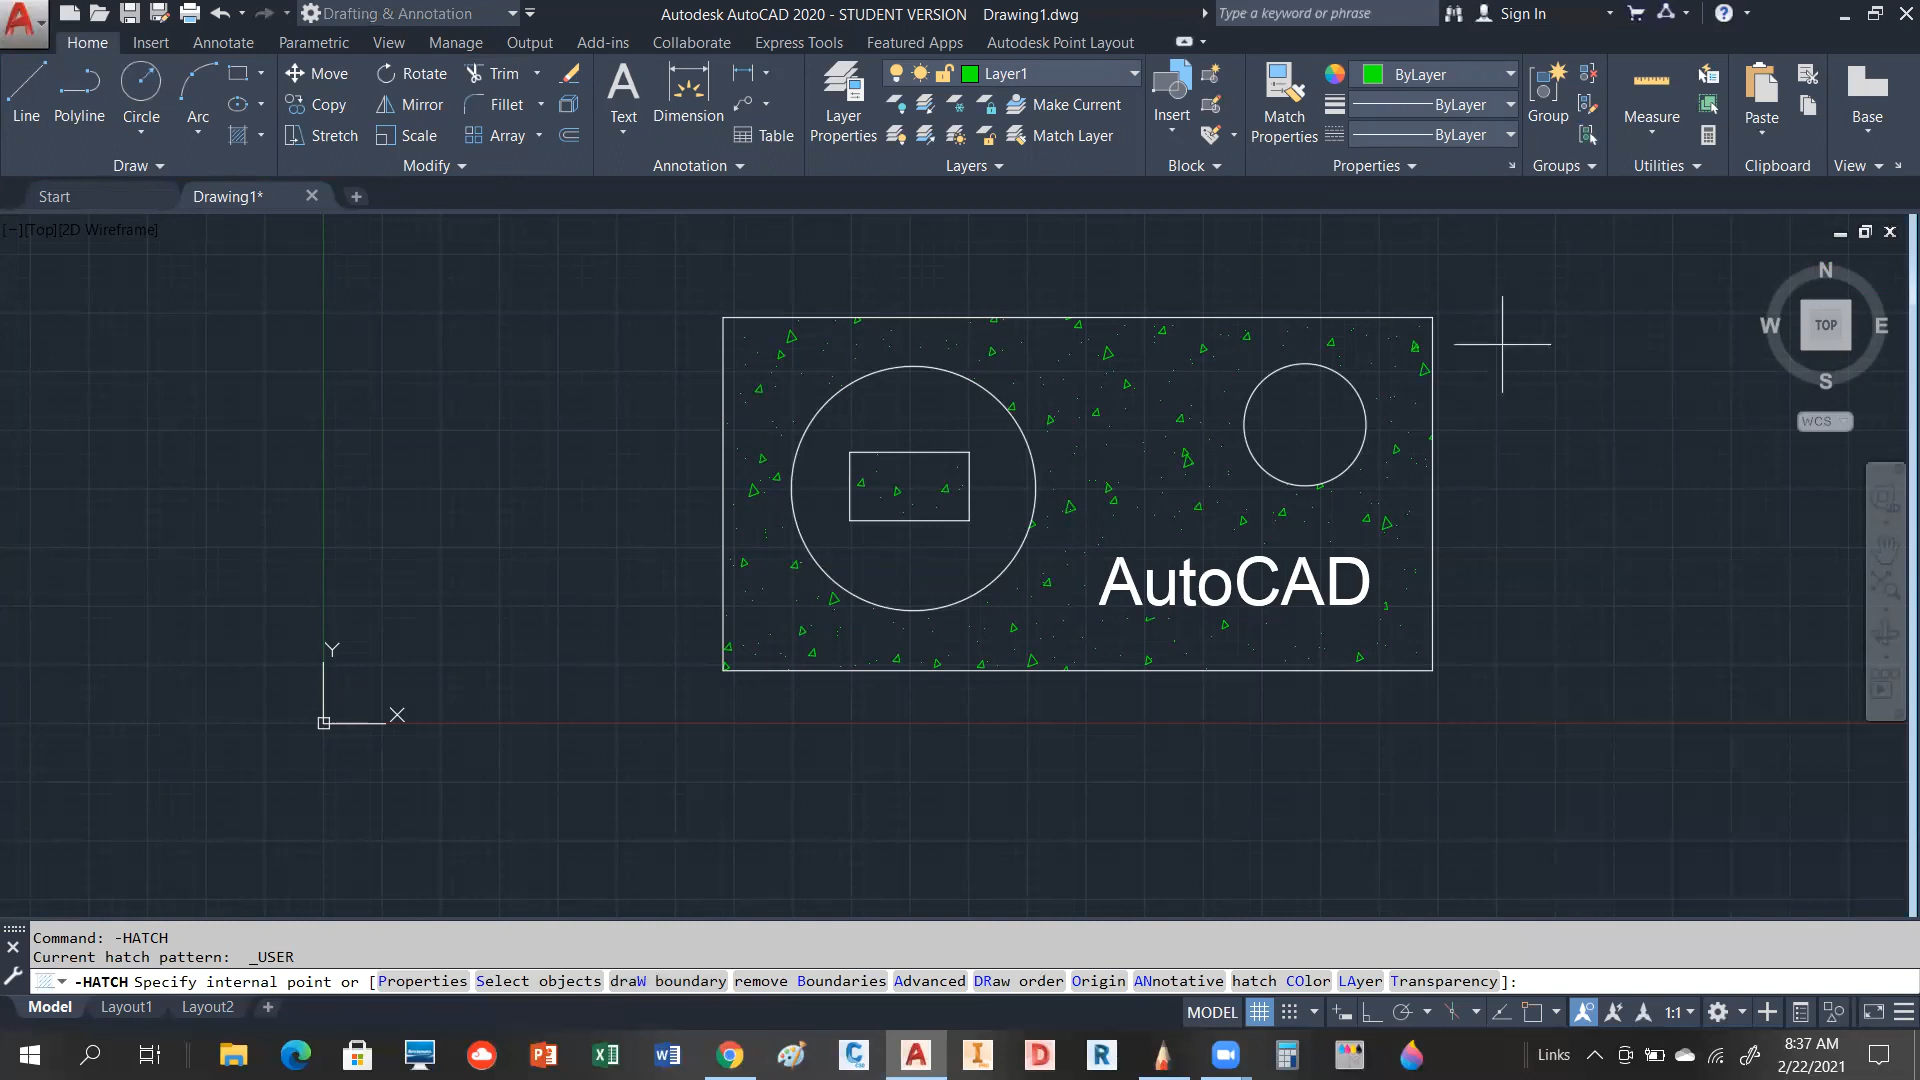 Drafting & Annotation
Autodesk AutoCAD 2020 - STUDENT VERSION Drawing1.dwg
Type a keyword or phrase
Sign In
Home Insert Annotate Parametric View Manage Output Add-ins Collaborate Express Tools Featured Apps Autodesk Point Layout
Line Polyline Circle Arc
Move Rotate Trim
Copy Mirror Fillet
Stretch Scale Array
Text Dimension Table
Layer Properties
Layer1
Make Current
Match Layer
Insert
Match Properties
ByLayer
ByLayer
ByLayer
Group Measure Paste Base
Draw Modify Annotation Layers Block Properties Groups Utilities Clipboard View
Start Drawing1*
[−][Top][2D Wireframe]
N
W TOP E
S
WCS
AutoCAD
Y
X
Command: -HATCH
Current hatch pattern: _USER
-HATCH Specify internal point or [Properties Select objects draW boundary remove Boundaries Advanced DRaw order Origin ANnotative hatch COlor LAyer Transparency]:
Model Layout1 Layout2
MODEL 1:1
Links
8:37 AM
2/22/2021